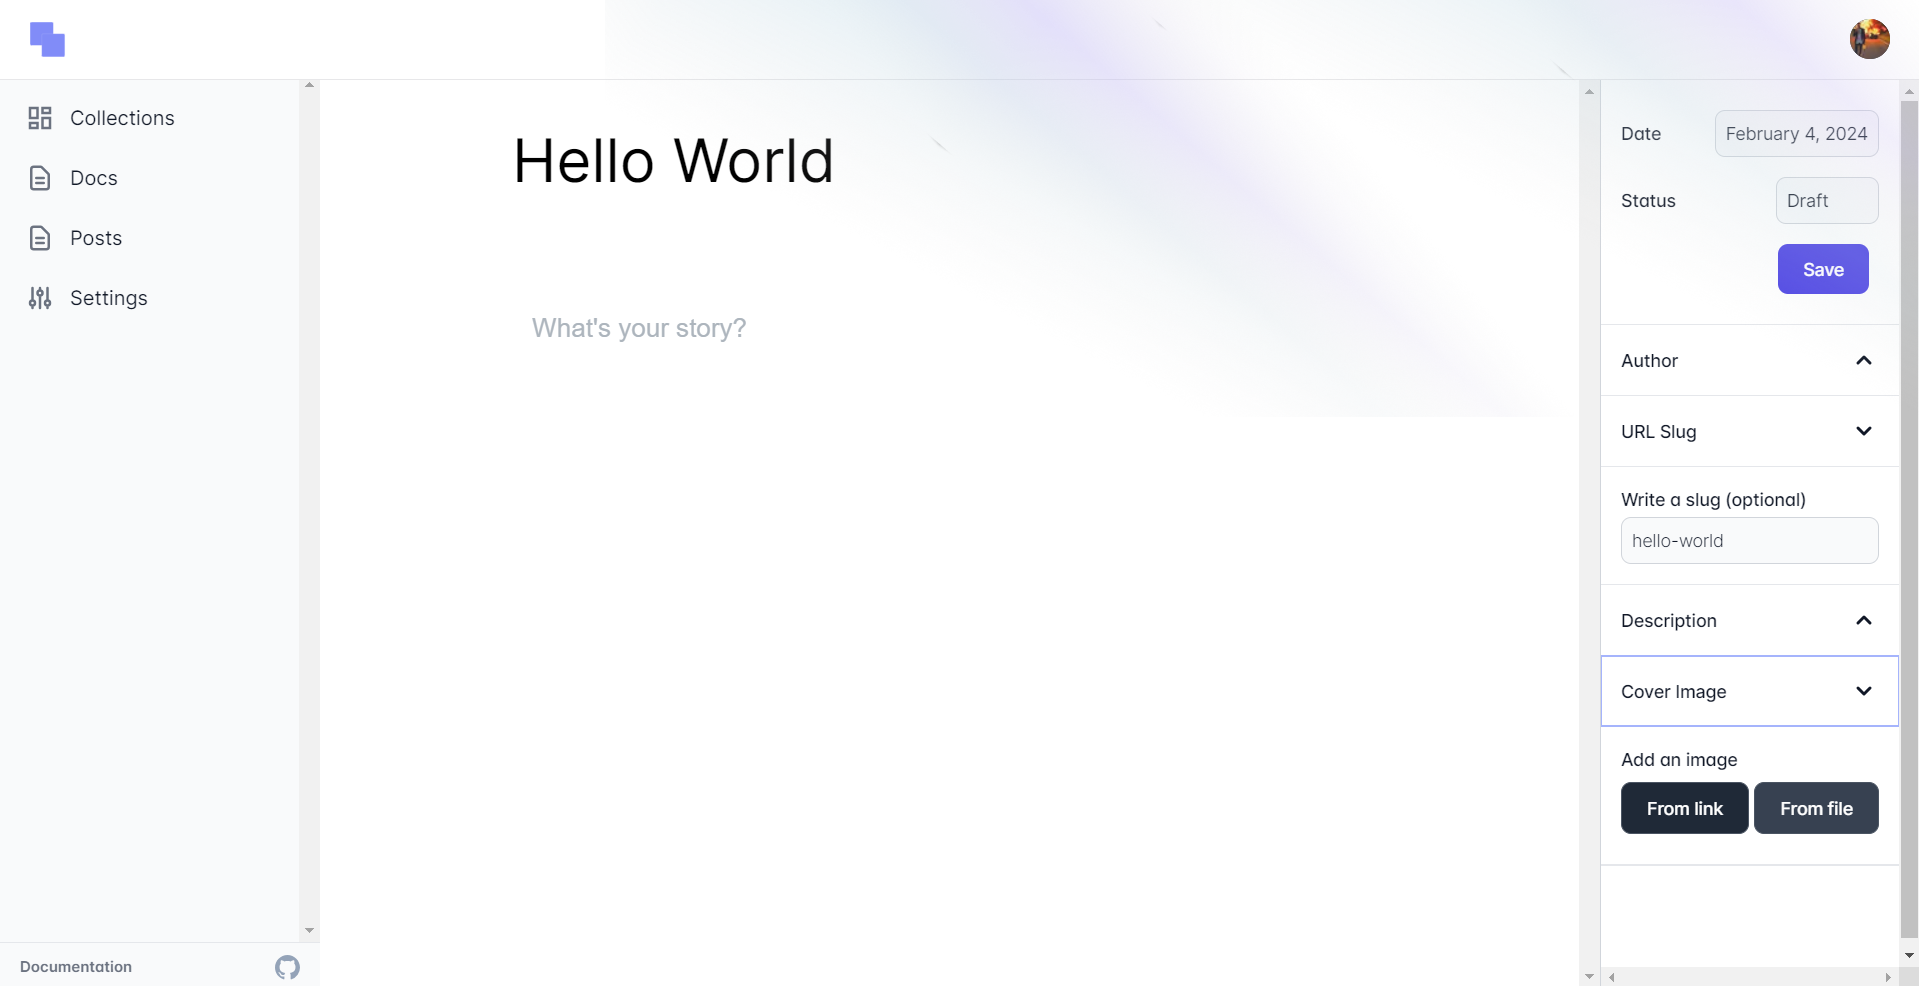 Collections
Docs
Posts
Settings
Documentation
Hello World
What's your story?
Date
February 4, 2024
Status
Draft
Save
Author
URL Slug
Write a slug (optional)
hello-world
Description
Cover Image
Add an image
From link
From file